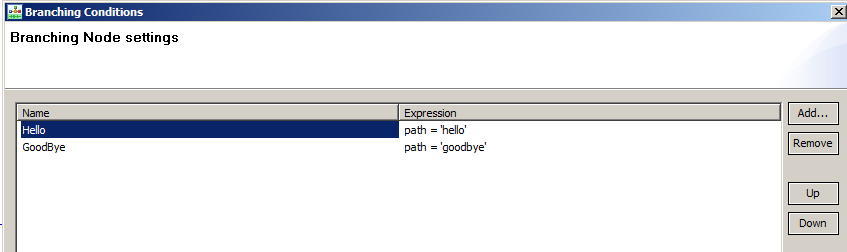 Branching Conditions
Branching Node settings
Name Expression Add...
Hello path = 'hello'
GoodBye path = 'goodbye' Remove
Up
Down